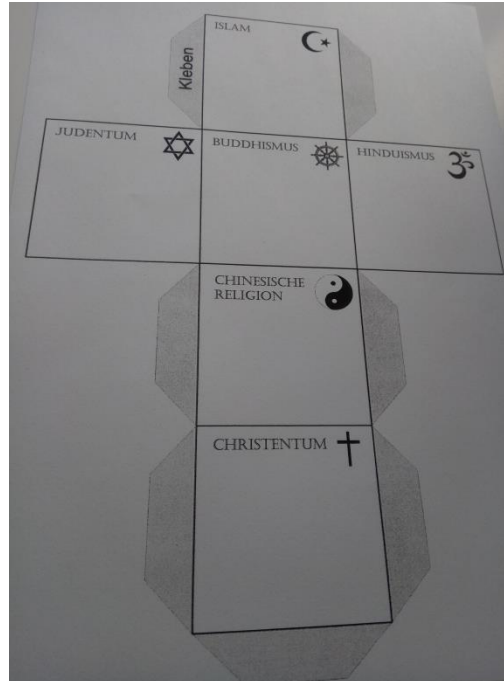 ISLAM
Kleben
JUDENTUM
BUDDHISMUS
HINDUISMUS
CHINESISCHE
RELIGION
CHRISTENTUM